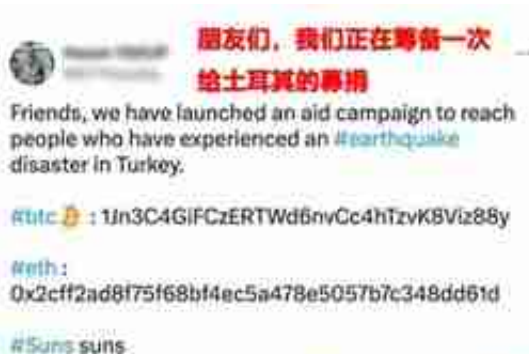 朋友们，我们正在筹备一次
给土耳其的募捐
Friends, we have launched an aid campaign to reach
people who have experienced an #earthquake
disaster in Turkey.
#btc : 1Jn3C4GiFCzERTWd6nvCc4hTzvK8Viz88y
#eth :
0x2cff2ad8f75f68bf4ec5a478e5057b7c348dd61d
#Suns suns